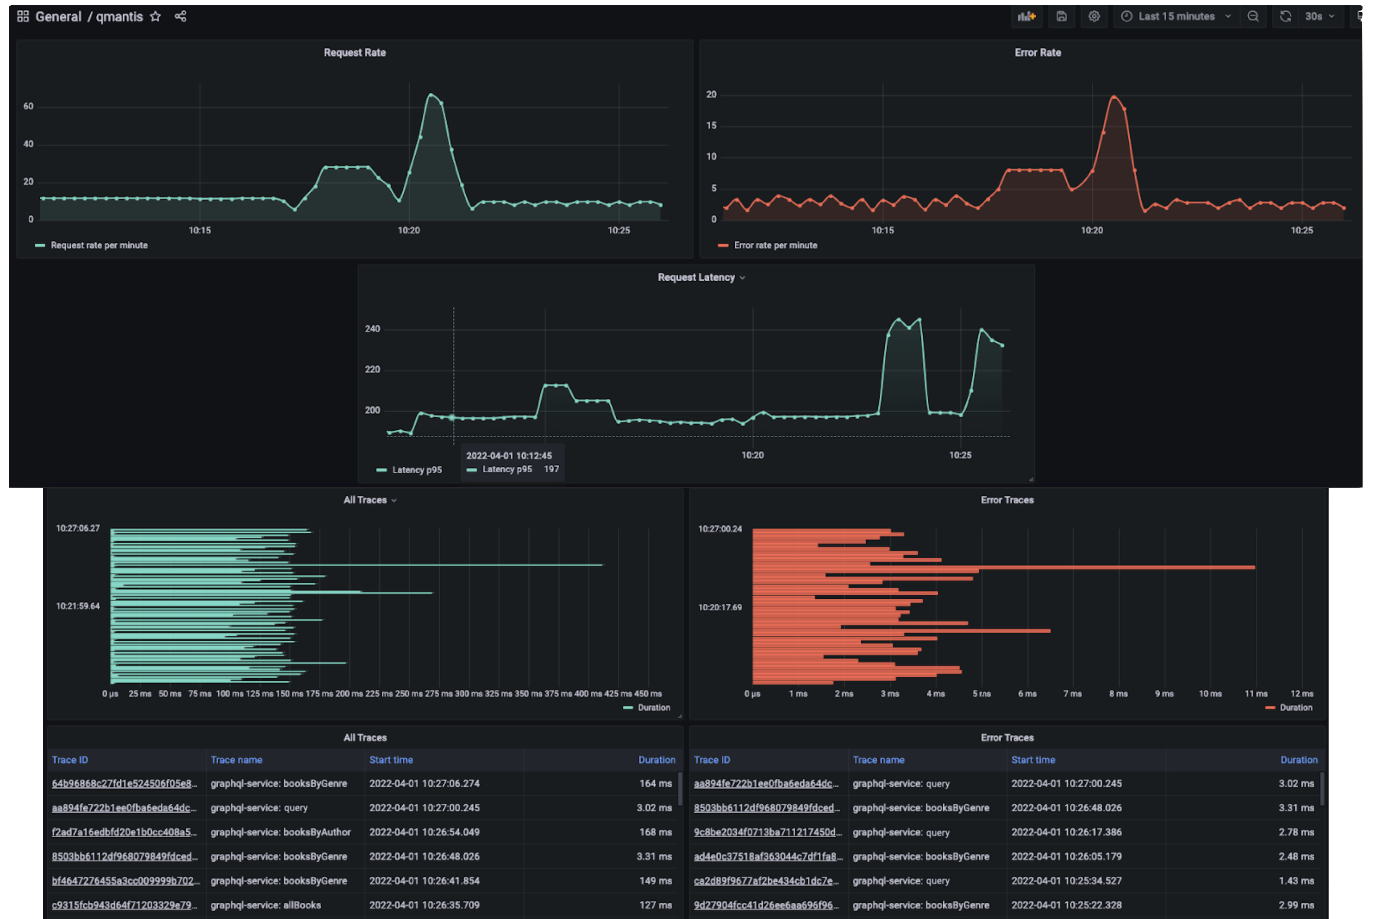 General / qmantis
Last 15 minutes
30s
Request Rate
60
40
20
0
10:15 10:20 10:25
Request rate per minute
Error Rate
20
15
10
5
0
10:15 10:20 10:25
Error rate per minute
Request Latency
240
220
200
10:20 10:25
2022-04-01 10:12:45
Latency p95 197
Latency p95
All Traces
10:27:06.27
10:21:59.64
0 µs 25 ms 50 ms 75 ms 100 ms 125 ms 150 ms 175 ms 200 ms 225 ms 250 ms 275 ms 300 ms 325 ms 350 ms 375 ms 400 ms 425 ms 450 ms
Duration
Error Traces
10:27:00.24
10:20:17.69
0 µs 1 ms 2 ms 3 ms 4 ms 5 ms 6 ms 7 ms 8 ms 9 ms 10 ms 11 ms 12 ms
Duration
All Traces
Trace ID Trace name Start time Duration
64b96868c27fd1e524506f05e8... graphql-service: booksByGenre 2022-04-01 10:27:06.274 164 ms
aa894fe722b1ee0fba6eda64dc... graphql-service: query 2022-04-01 10:27:00.245 3.02 ms
f2ad7a16edbfd20e1b0cc408a5... graphql-service: booksByAuthor 2022-04-01 10:26:54.049 168 ms
8503bb6112df968079849fdced... graphql-service: booksByGenre 2022-04-01 10:26:48.026 3.31 ms
bf4647276455a3cc009999b702... graphql-service: booksByGenre 2022-04-01 10:26:41.854 149 ms
c9315fcb943d64f71203329e79... graphql-service: allBooks 2022-04-01 10:26:35.709 127 ms
Error Traces
Trace ID Trace name Start time Duration
aa894fe722b1ee0fba6eda64dc... graphql-service: query 2022-04-01 10:27:00.245 3.02 ms
8503bb6112df968079849fdced... graphql-service: booksByGenre 2022-04-01 10:26:48.026 3.31 ms
9c8be2034f0713ba711217450d... graphql-service: query 2022-04-01 10:26:17.386 2.78 ms
ad4e0c37518af363044c7df1fa8... graphql-service: booksByGenre 2022-04-01 10:26:05.179 2.48 ms
ca2d89f9677af2be434cb1dc7e... graphql-service: query 2022-04-01 10:25:34.527 1.43 ms
9d27904fcc41d26ee6aa696f96... graphql-service: booksByGenre 2022-04-01 10:25:22.328 2.99 ms